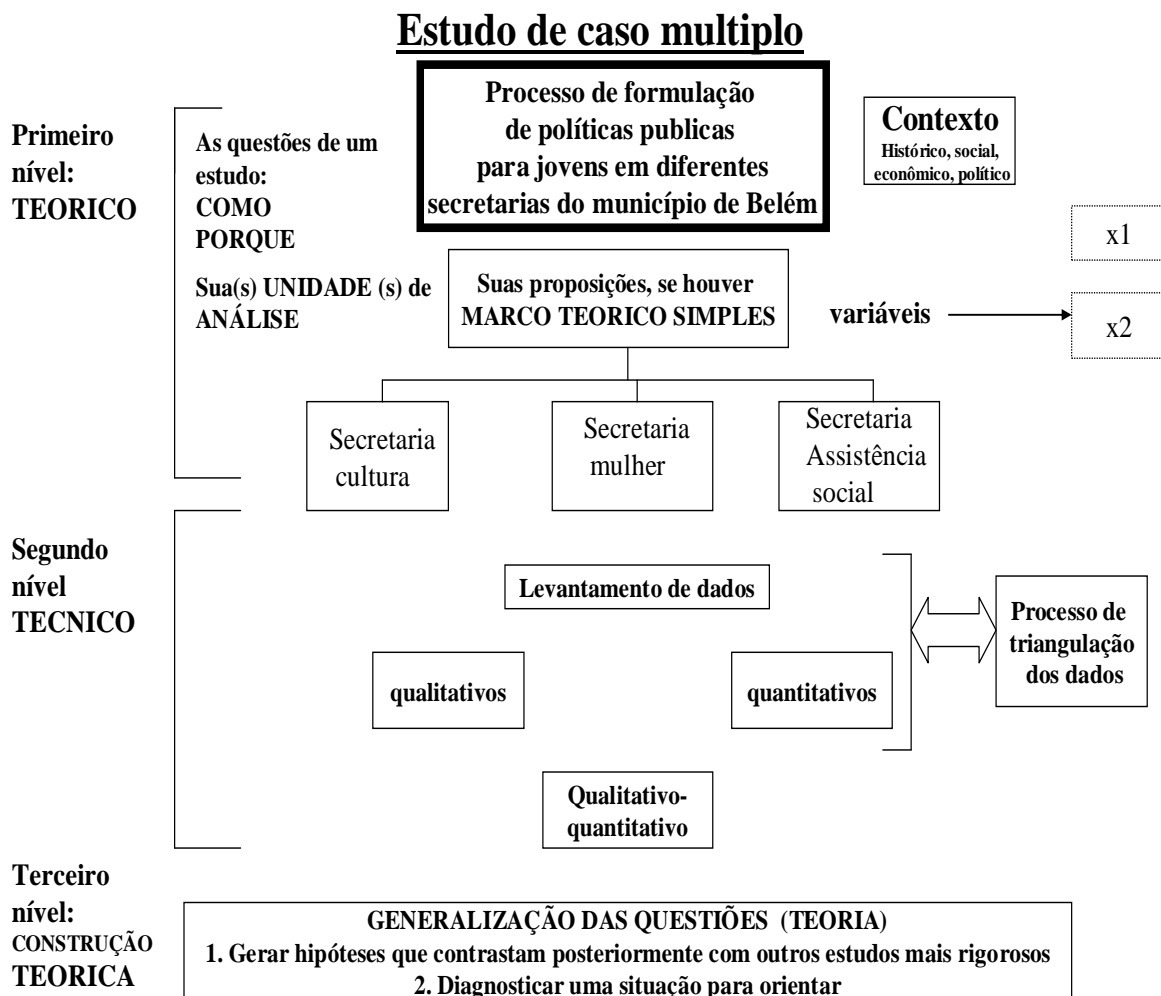 Estudo de caso multiplo
Processo de formulação
de políticas publicas
para jovens em diferentes
secretarias do município de Belém
Contexto
Histórico, social,
econômico, político
Primeiro
nível:
TEORICO
As questões de um
estudo:
COMO
PORQUE
Sua(s) UNIDADE (s) de
ANÁLISE
Suas proposições, se houver
MARCO TEORICO SIMPLES
variáveis
x1
x2
Secretaria
cultura
Secretaria
mulher
Secretaria
Assistência
social
Segundo
nível
TECNICO
Levantamento de dados
qualitativos
quantitativos
Processo de
triangulação
dos dados
Qualitativo-
quantitativo
Terceiro
nível:
CONSTRUÇÃO
TEORICA
GENERALIZAÇÃO DAS QUESTIÕES (TEORIA)
1. Gerar hipóteses que contrastam posteriormente com outros estudos mais rigorosos
2. Diagnosticar uma situação para orientar